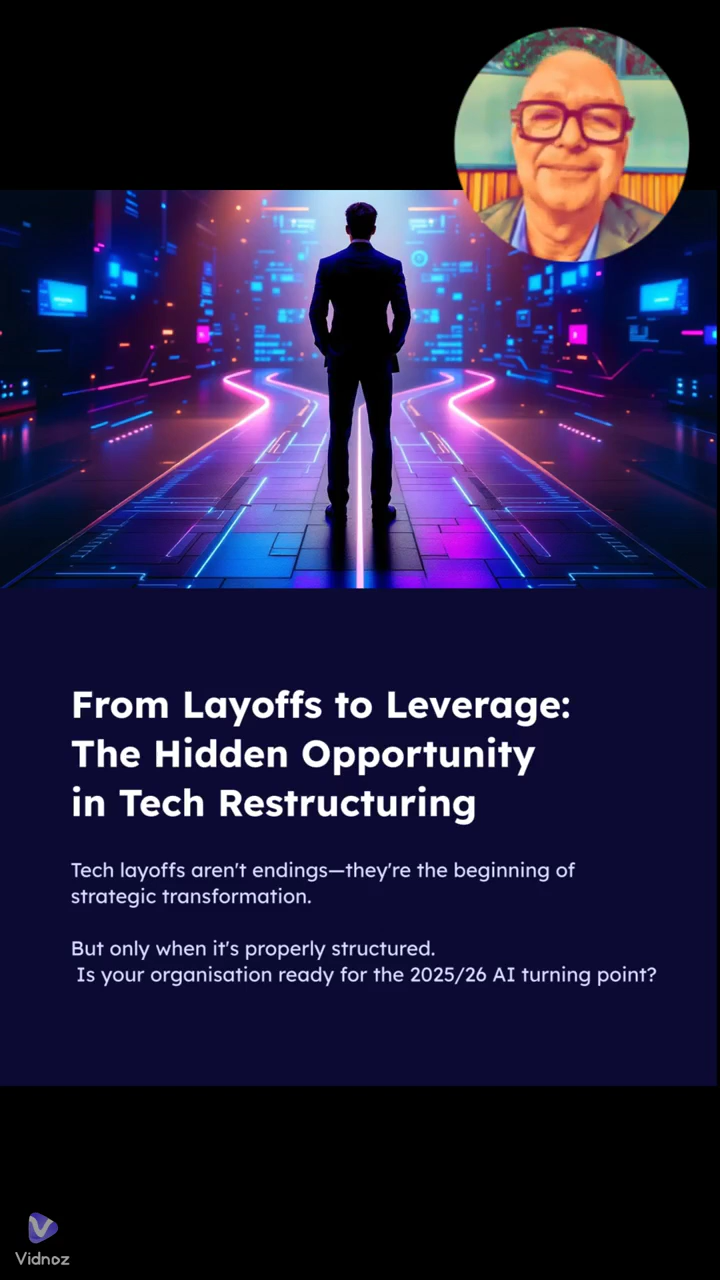 From Layoffs to Leverage:
The Hidden Opportunity
in Tech Restructuring
Tech layoffs aren't endings—they're the beginning of
strategic transformation.
But only when it's properly structured.
Is your organisation ready for the 2025/26 AI turning point?
Vidnoz